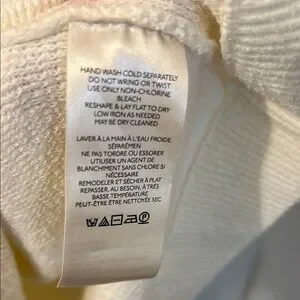 HAND WASH COLD SEPARATELY
DO NOT WRING OR TWIST
USE ONLY NON-CHLORINE
BLEACH
RESHAPE & LAY FLAT TO DRY
LOW IRON AS NEEDED
MAY BE DRY CLEANED
LAVER À LA MAIN À L'EAU FROIDE
SÉPARÉMEN
NE PAS TORDRE OU ESSORER
UTILISER UN AGENT DE
BLANCHIMENT SANS CHLORE SI
NÉCESSAIRE
REMODELER ET SÉCHER À PLAT
REPASSER, AU BESOIN, À TRÈS
BASSE TEMPÉRATURE
PEUT-ÊTRE ÊTRE NETTOYÉE SEC